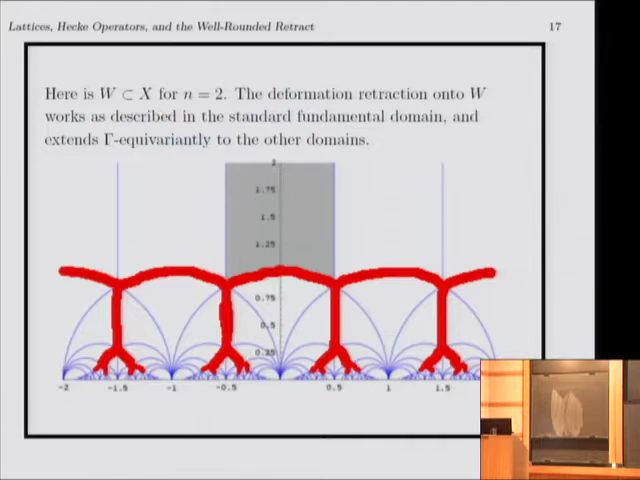 Lattices, Hecke Operators, and the Well-Rounded Retract 17
Here is W ⊂ X for n = 2. The deformation retraction onto W
works as described in the standard fundamental domain, and
extends Γ-equivariantly to the other domains.
2
1.75
1.5
1.25
0.75
0.5
0.25
-2 -1.5 -1 -0.5 0.5 1 1.5